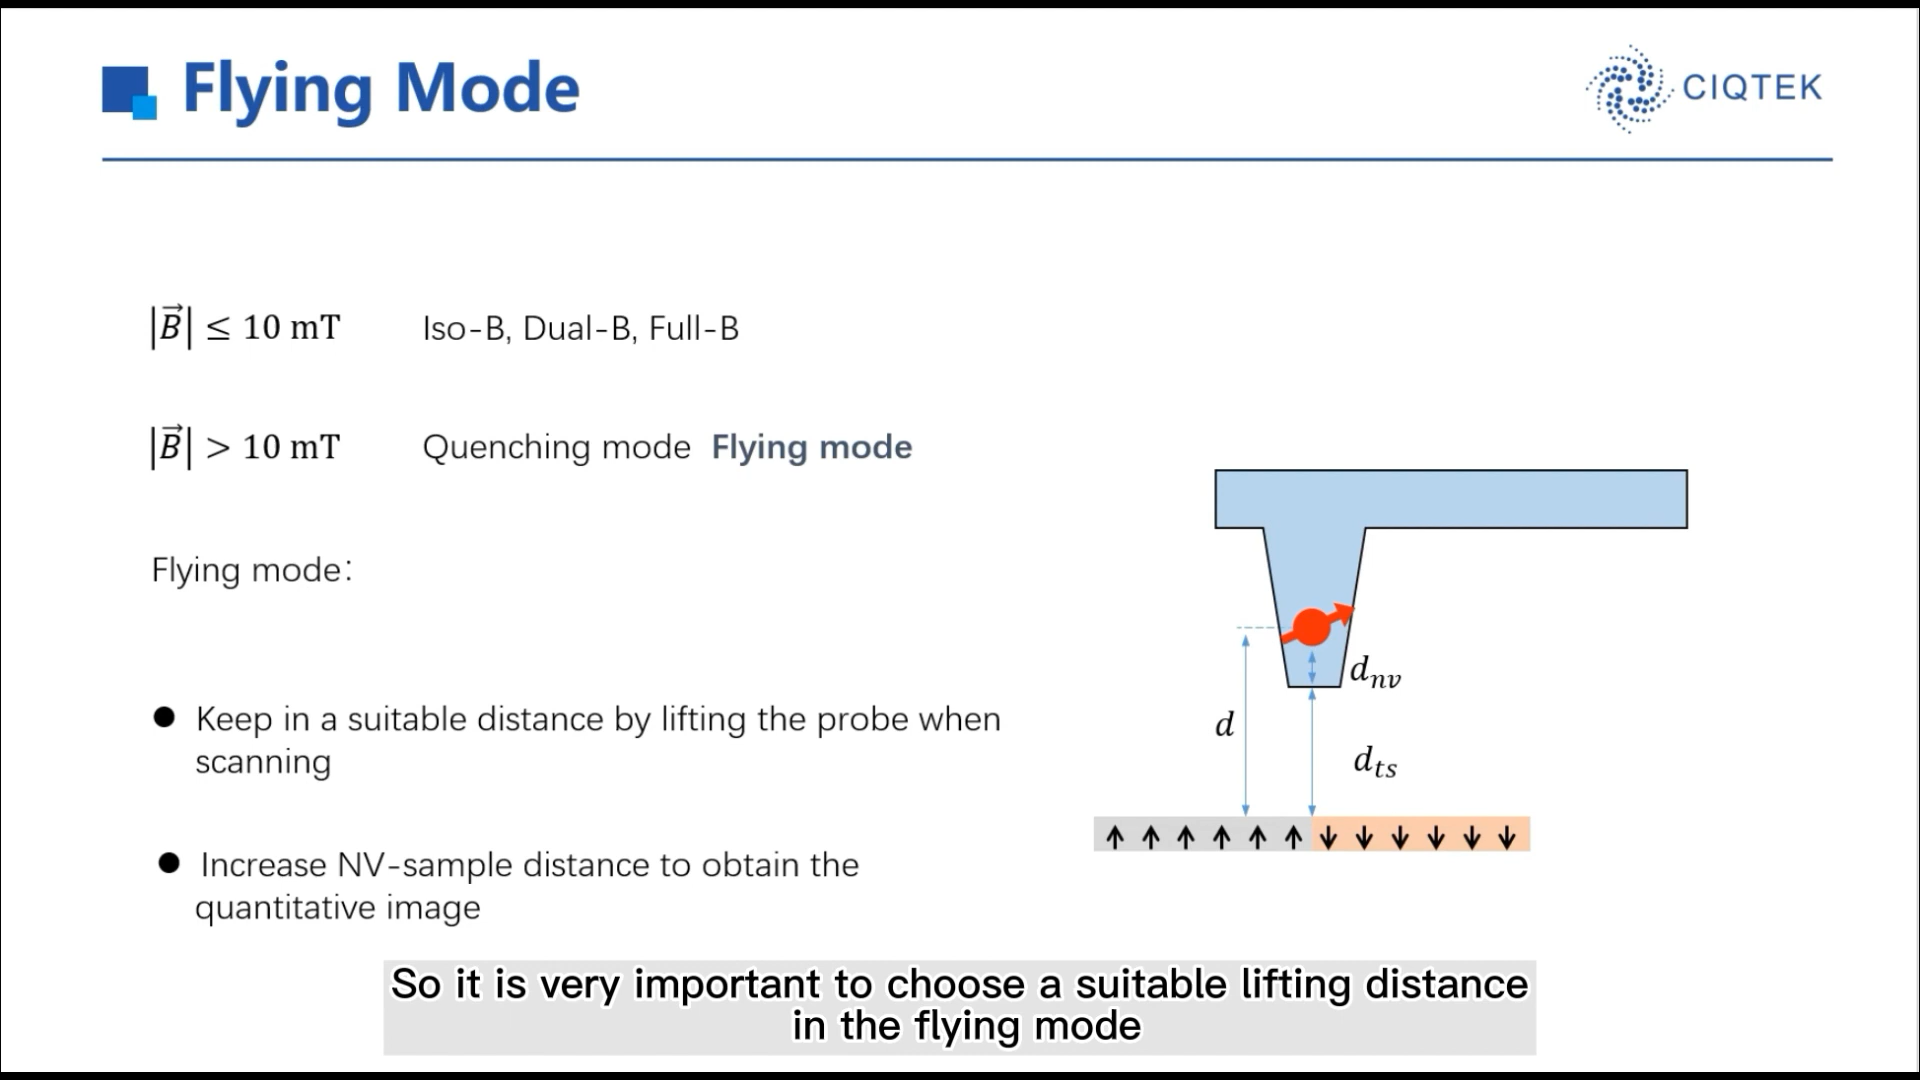 Flying Mode
CIQTEK
|B⃗| ≤ 10 mT Iso-B, Dual-B, Full-B
|B⃗| > 10 mT Quenching mode Flying mode
Flying mode:
● Keep in a suitable distance by lifting the probe when
scanning
● Increase NV-sample distance to obtain the
quantitative image
d_nv
d
d_ts
So it is very important to choose a suitable lifting distance
in the flying mode